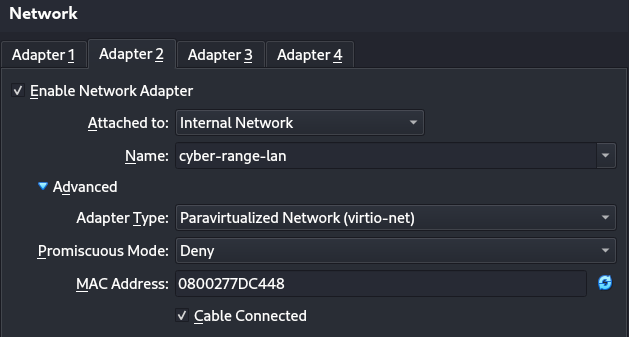 Network
Adapter 1 Adapter 2 Adapter 3 Adapter 4
Enable Network Adapter
Attached to: Internal Network
Name: cyber-range-lan
Advanced
Adapter Type: Paravirtualized Network (virtio-net)
Promiscuous Mode: Deny
MAC Address: 0800277DC448
Cable Connected